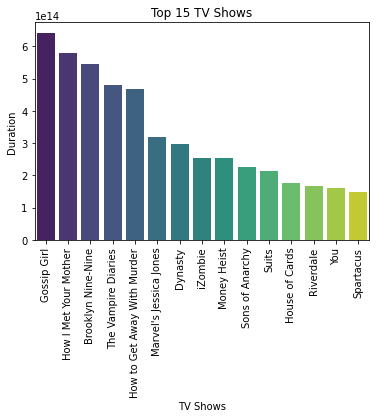 Top 15 TV Shows
1e14
6
5
4
3
2
1
0
Duration
Gossip Girl
How I Met Your Mother
Brooklyn Nine-Nine
The Vampire Diaries
How to Get Away With Murder
Marvel's Jessica Jones
Dynasty
iZombie
Money Heist
Sons of Anarchy
Suits
House of Cards
Riverdale
You
Spartacus
TV Shows